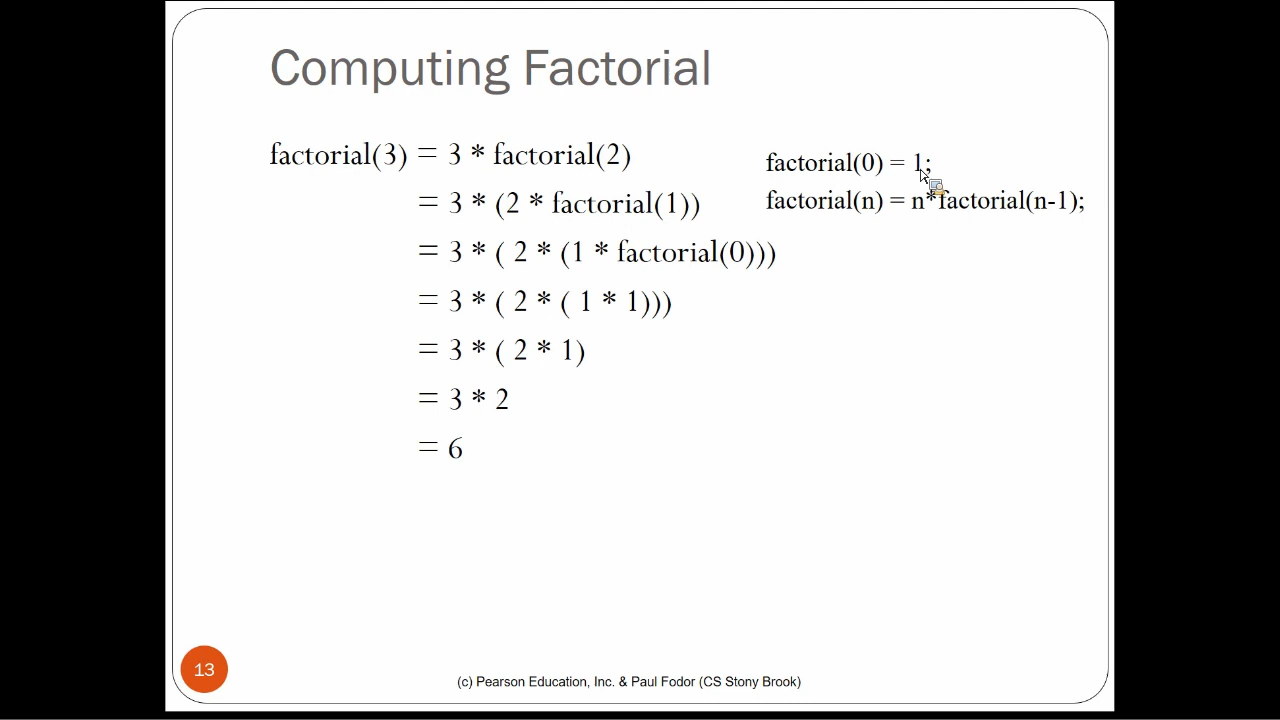 Computing Factorial
factorial(3) = 3 * factorial(2)
= 3 * (2 * factorial(1))
= 3 * ( 2 * (1 * factorial(0)))
= 3 * ( 2 * ( 1 * 1)))
= 3 * ( 2 * 1)
= 3 * 2
= 6
factorial(0) = 1;
factorial(n) = n*factorial(n-1);
13
(c) Pearson Education, Inc. & Paul Fodor (CS Stony Brook)